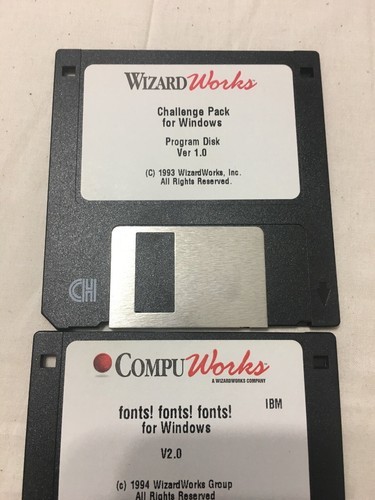 WIZARDWorks
Challenge Pack
for Windows
Program Disk
Ver 1.0
(C) 1993 WizardWorks, Inc.
All Rights Reserved.
COMPUWorks
A WIZARDWORKS COMPANY
fonts! fonts! fonts!
IBM
for Windows
V2.0
(c) 1994 WizardWorks Group
All Rights Reserved